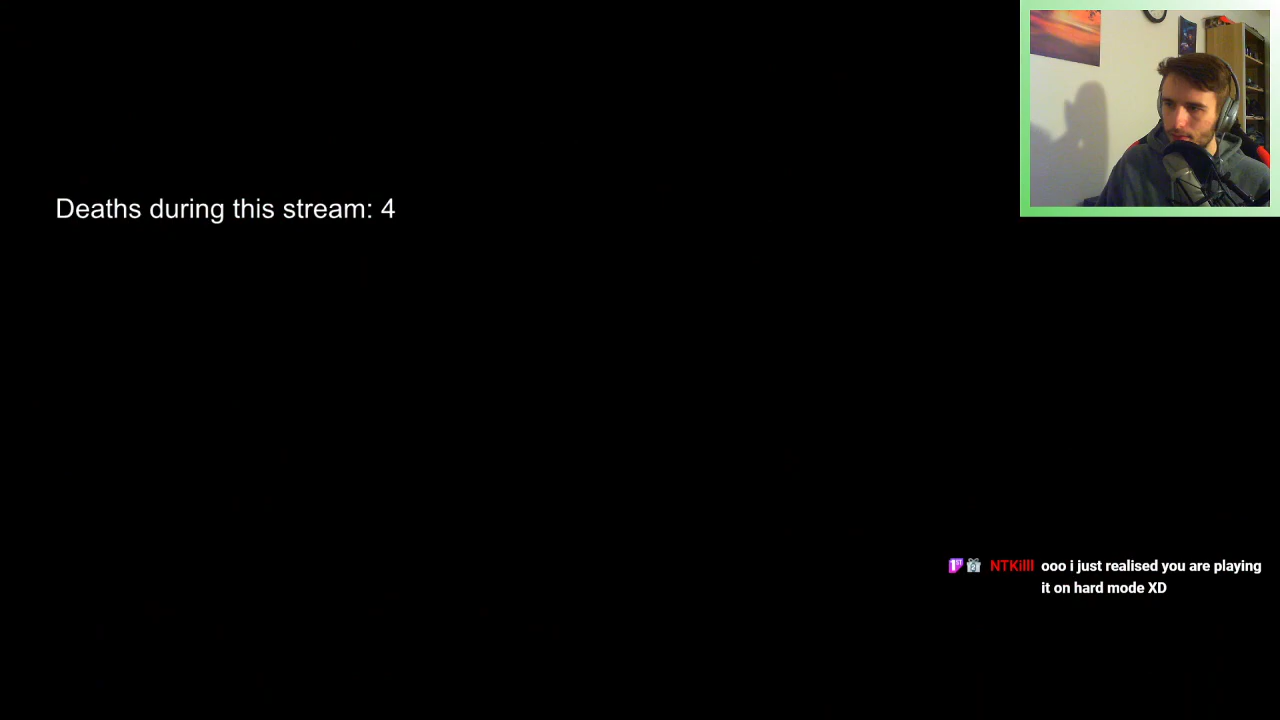 Deaths during this stream: 4
NTKilll ooo i just realised you are playing
it on hard mode XD